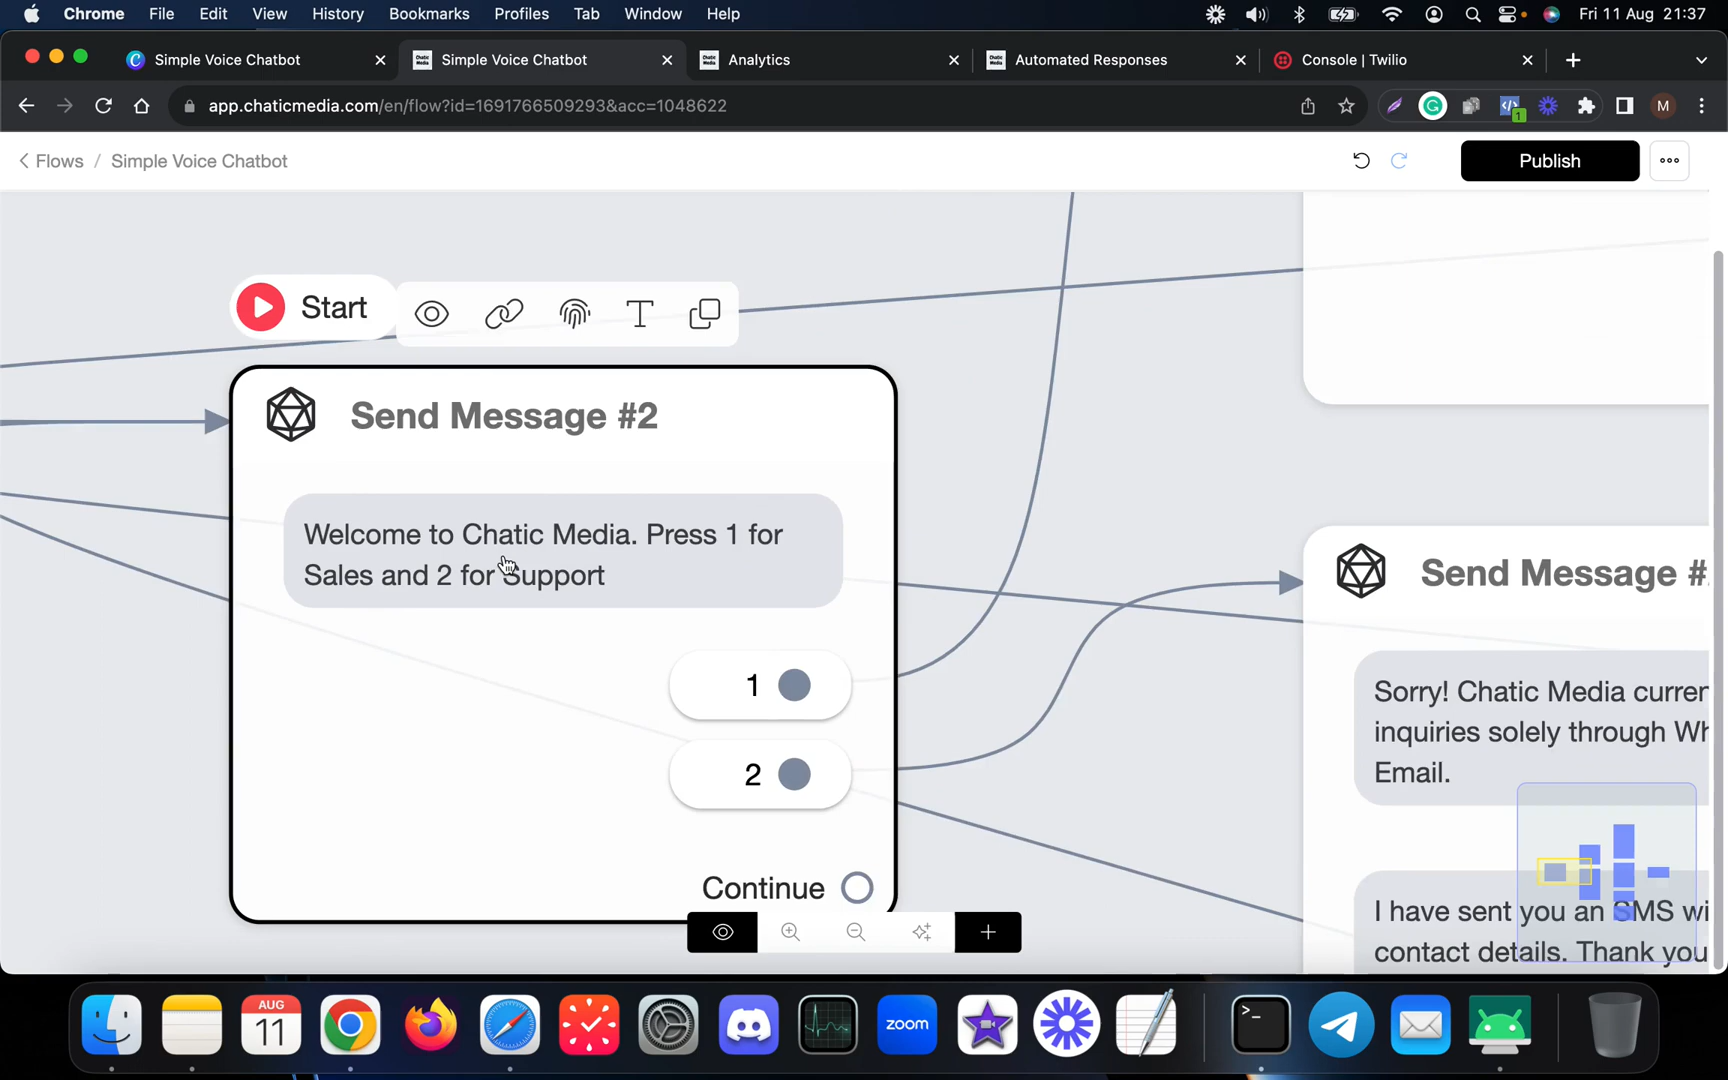 Chrome File Edit View History Bookmarks Profiles Tab Window Help Fri 11 Aug 21:37
Simple Voice Chatbot Simple Voice Chatbot Analytics Automated Responses Console | Twilio
app.chaticmedia.com/en/flow?id=1691766509293&acc=1048622 1 M
Flows / Simple Voice Chatbot Publish
Start
Send Message #2
Welcome to Chatic Media. Press 1 for
Sales and 2 for Support
1
2
Continue
Send Message #
Sorry! Chatic Media
inquiries solely through
Email.
I have sent you an SMS
contact details. Thank you
AUG
11
zoom